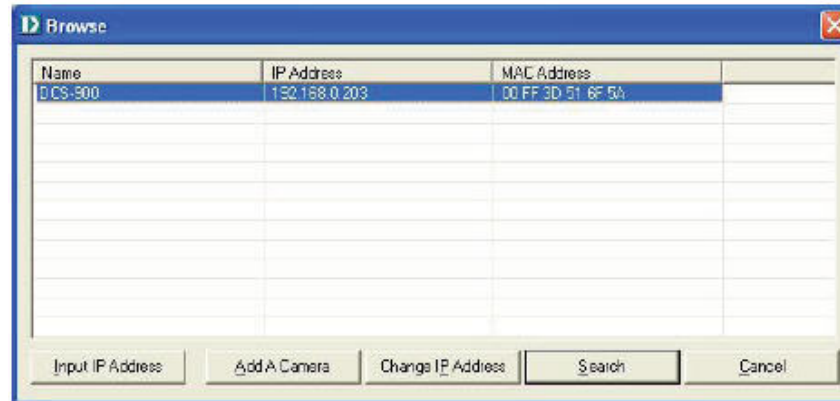 Browse
Name IP Address MAC Address
DCS-900 192.168.0.203 00 FF 3D 51 6F 5A
Input IP Address Add A Camera Change IP Address Search Cancel